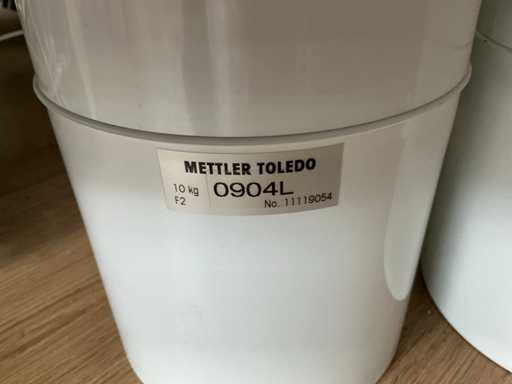 METTLER TOLEDO
10 kg 0904L
F2 No. 11119054